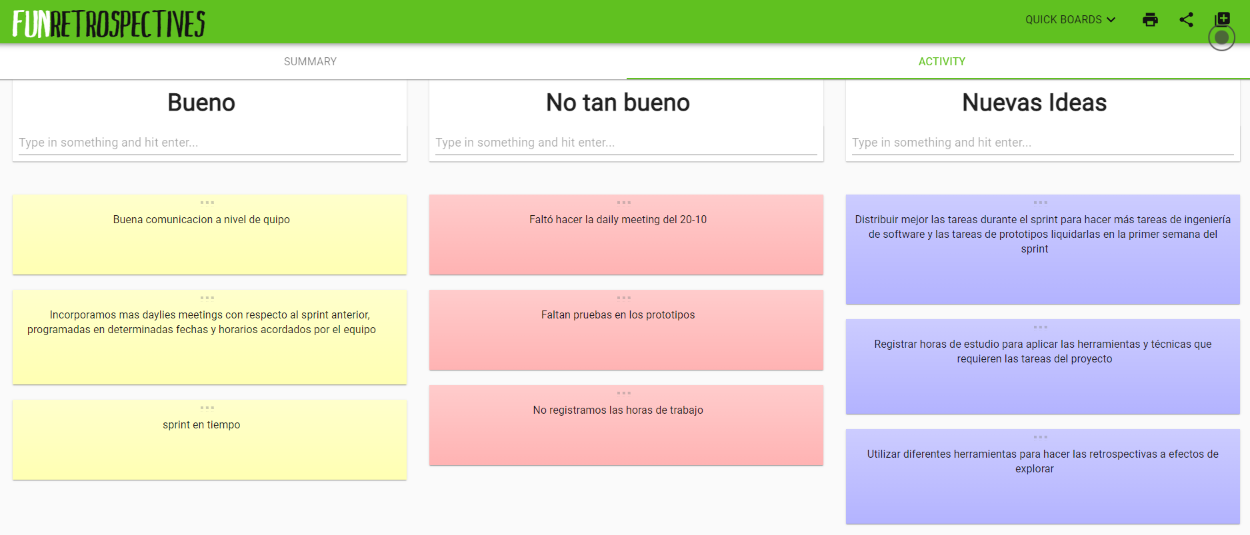 FUNRETROSPECTIVES
QUICK BOARDS
SUMMARY
ACTIVITY
Bueno
Type in something and hit enter...
Buena comunicacion a nivel de quipo
Incorporamos mas daylies meetings con respecto al sprint anterior,
programadas en determinadas fechas y horarios acordados por el equipo
sprint en tiempo
No tan bueno
Type in something and hit enter...
Faltó hacer la daily meeting del 20-10
Faltan pruebas en los prototipos
No registramos las horas de trabajo
Nuevas Ideas
Type in something and hit enter...
Distribuir mejor las tareas durante el sprint para hacer más tareas de ingeniería
de software y las tareas de prototipos liquidarlas en la primer semana del
sprint
Registrar horas de estudio para aplicar las herramientas y técnicas que
requieren las tareas del proyecto
Utilizar diferentes herramientas para hacer las retrospectivas a efectos de
explorar